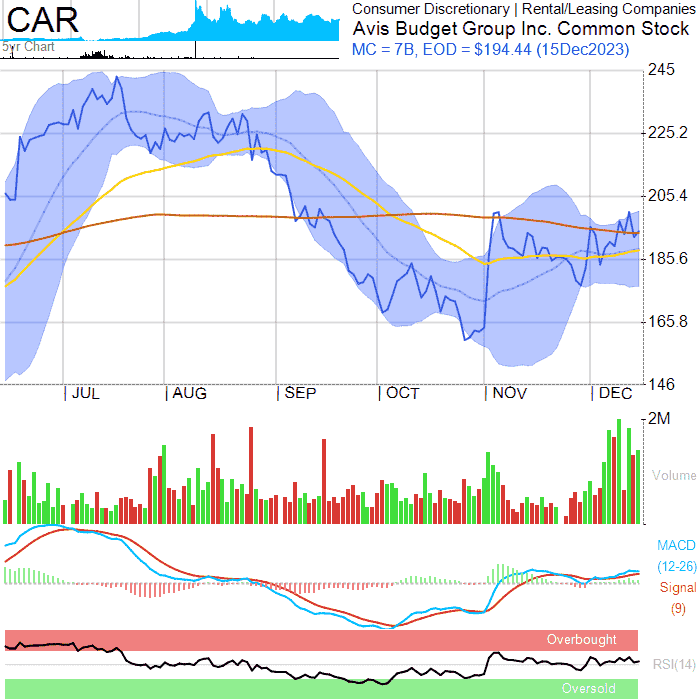 CAR
5yr Chart
Consumer Discretionary | Rental/Leasing Companies
Avis Budget Group Inc. Common Stock
MC = 7B, EOD = $194.44 (15Dec2023)
245
225.2
205.4
185.6
165.8
146
JUL AUG SEP OCT NOV DEC
2M
Volume
MACD
(12-26)
Signal
(9)
Overbought
RSI(14)
Oversold